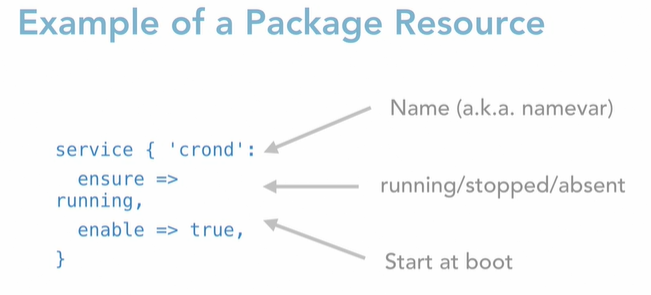 Example of a Package Resource
Name (a.k.a. namevar)
service { 'crond':
ensure =>
running/stopped/absent
running,
enable => true,
}
Start at boot